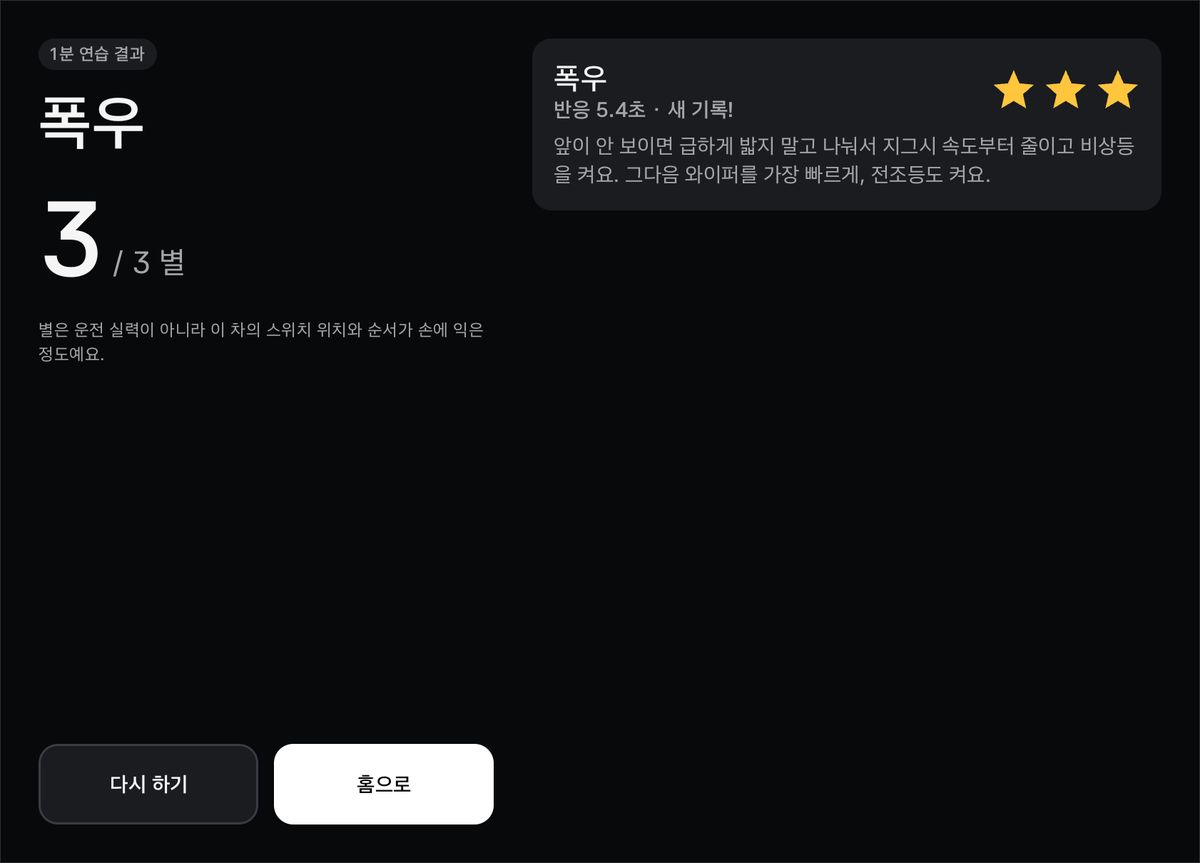 1분 연습 결과
폭우
3 / 3 별
별은 운전 실력이 아니라 이 차의 스위치 위치와 순서가 손에 익은
정도예요.
다시 하기
홈으로
폭우
반응 5.4초 · 새 기록!
앞이 안 보이면 급하게 밟지 말고 나눠서 지그시 속도부터 줄이고 비상등
을 켜요. 그다음 와이퍼를 가장 빠르게, 전조등도 켜요.